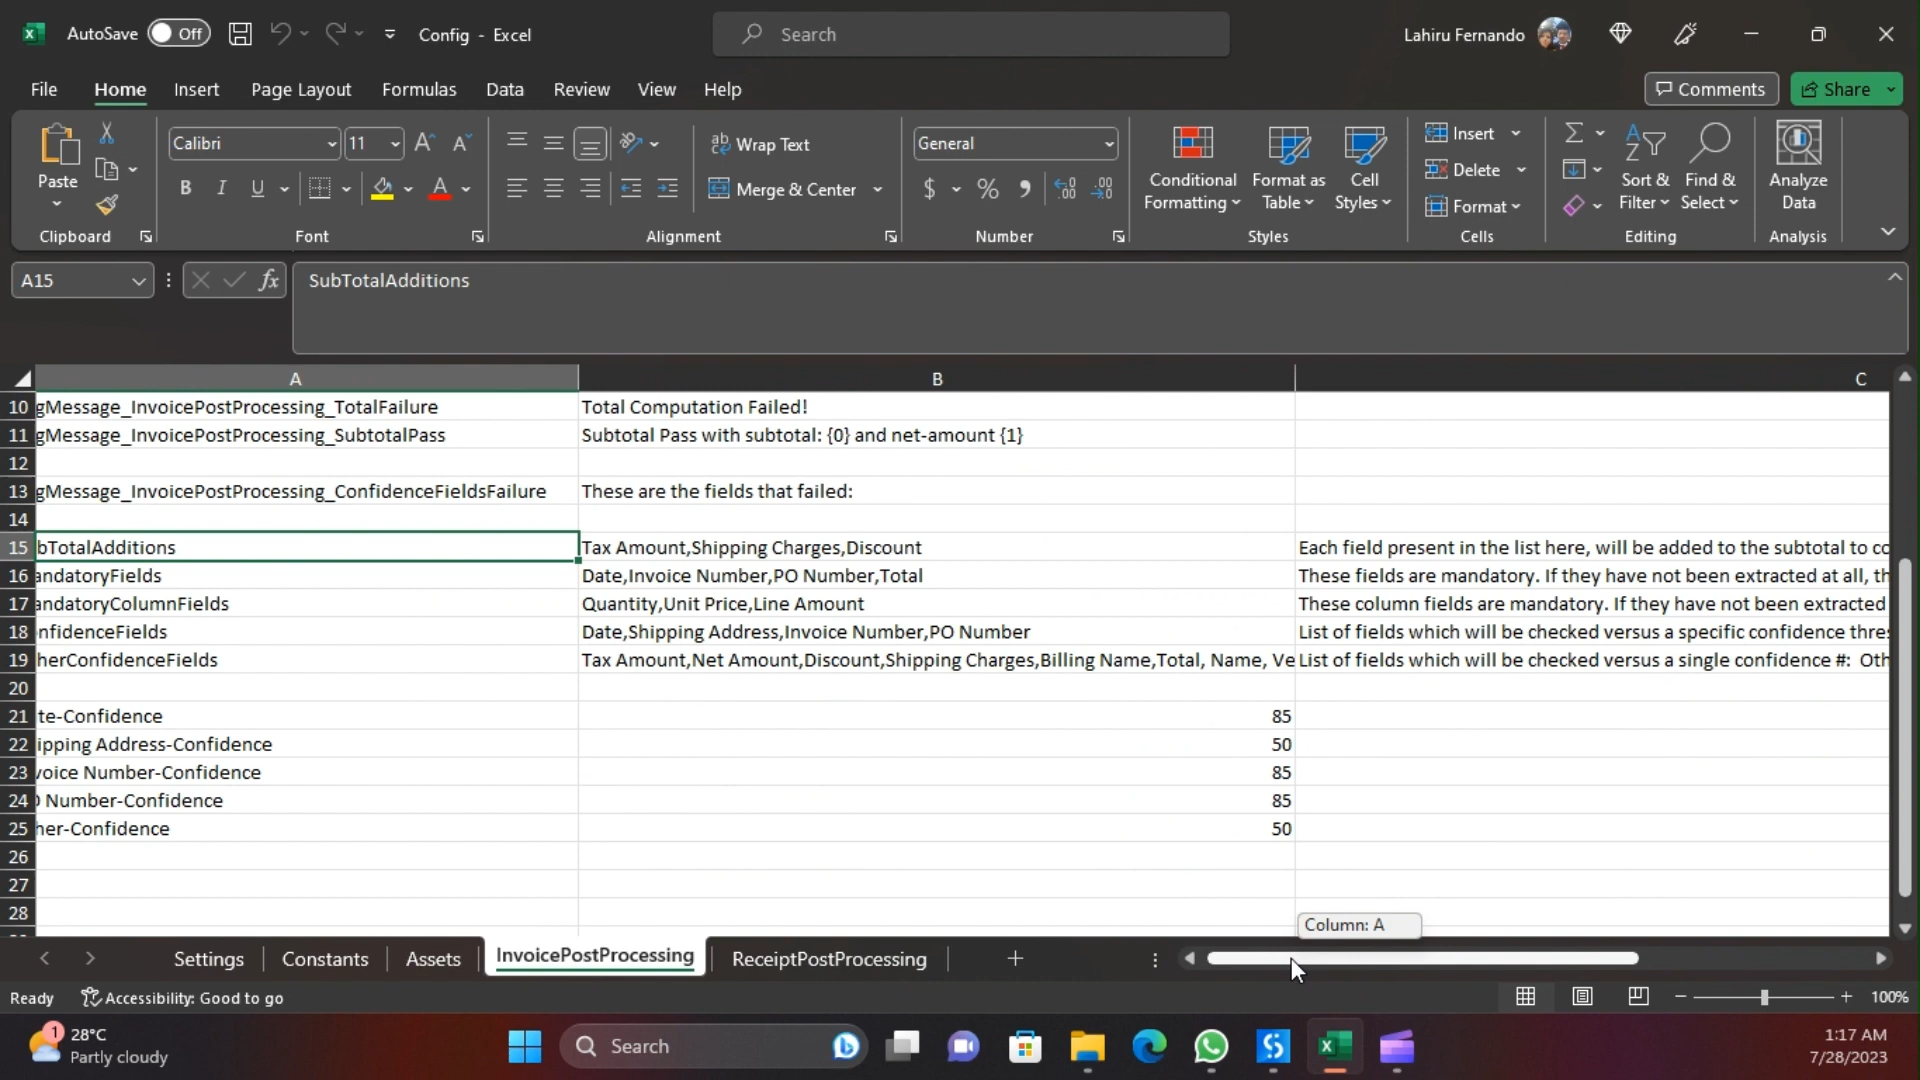 AutoSave Off Config - Excel Search Lahiru Fernando
File Home Insert Page Layout Formulas Data Review View Help Comments Share
Paste Calibri 11 Wrap Text General Conditional Formatting Format as Table Cell Styles Insert Sort & Filter Find & Select Analyze Data
B I U Merge & Center $ % Delete
Format
Clipboard Font Alignment Number Styles Cells Editing Analysis
A15 fx SubTotalAdditions
A B C
10 gMessage_InvoicePostProcessing_TotalFailure Total Computation Failed!
11 gMessage_InvoicePostProcessing_SubtotalPass Subtotal Pass with subtotal: {0} and net-amount {1}
12
13 gMessage_InvoicePostProcessing_ConfidenceFieldsFailure These are the fields that failed:
14
15 bTotalAdditions Tax Amount,Shipping Charges,Discount Each field present in the list here, will be added to the subtotal to co
16 andatoryFields Date,Invoice Number,PO Number,Total These fields are mandatory. If they have not been extracted at all, th
17 andatoryColumnFields Quantity,Unit Price,Line Amount These column fields are mandatory. If they have not been extracted
18 nfidenceFields Date,Shipping Address,Invoice Number,PO Number List of fields which will be checked versus a specific confidence thres
19 herConfidenceFields Tax Amount,Net Amount,Discount,Shipping Charges,Billing Name,Total, Name, Ve List of fields which will be checked versus a single confidence #: Oth
20
21 te-Confidence 85
22 ipping Address-Confidence 50
23 voice Number-Confidence 85
24 O Number-Confidence 85
25 her-Confidence 50
26
27
28
Column: A
Settings Constants Assets InvoicePostProcessing ReceiptPostProcessing
Ready Accessibility: Good to go 100%
1 28°C Search 1:17 AM
Partly cloudy 7/28/2023